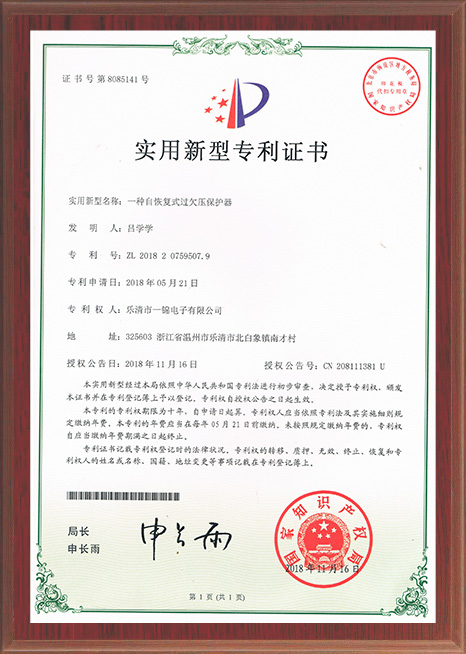 证书号第8085141号
印花税
代扣专用章
实用新型专利证书
实用新型名称：一种自恢复式过欠压保护器
发明人：吕学学
专利号：ZL 2018 2 0759507.9
专利申请日：2018年05月21日
专利权人：乐清市一锦电子有限公司
地址：325603 浙江省温州市乐清市北白象镇南才村
授权公告日：2018年11月16日 授权公告号：CN 208111381 U
本实用新型经过本局依照中华人民共和国专利法进行初步审查，决定授予专利权，颁发
本证书并在专利登记簿上予以登记。专利权自授权公告之日起生效。
本专利的专利权期限为十年，自申请日起算。专利权人应当依照专利法及其实施细则规
定缴纳年费。本专利的年费应当在每年05月21日前缴纳。未按照规定缴纳年费的，专利权
自应当缴纳年费期满之日起终止。
专利证书记载专利权登记时的法律状况。专利权的转移、质押、无效、终止、恢复和专
利权人的姓名或名称、国籍、地址变更等事项记载在专利登记簿上。
局长
申长雨
申长雨
国家知识产权局
2018年11月16日
第1页（共1页）